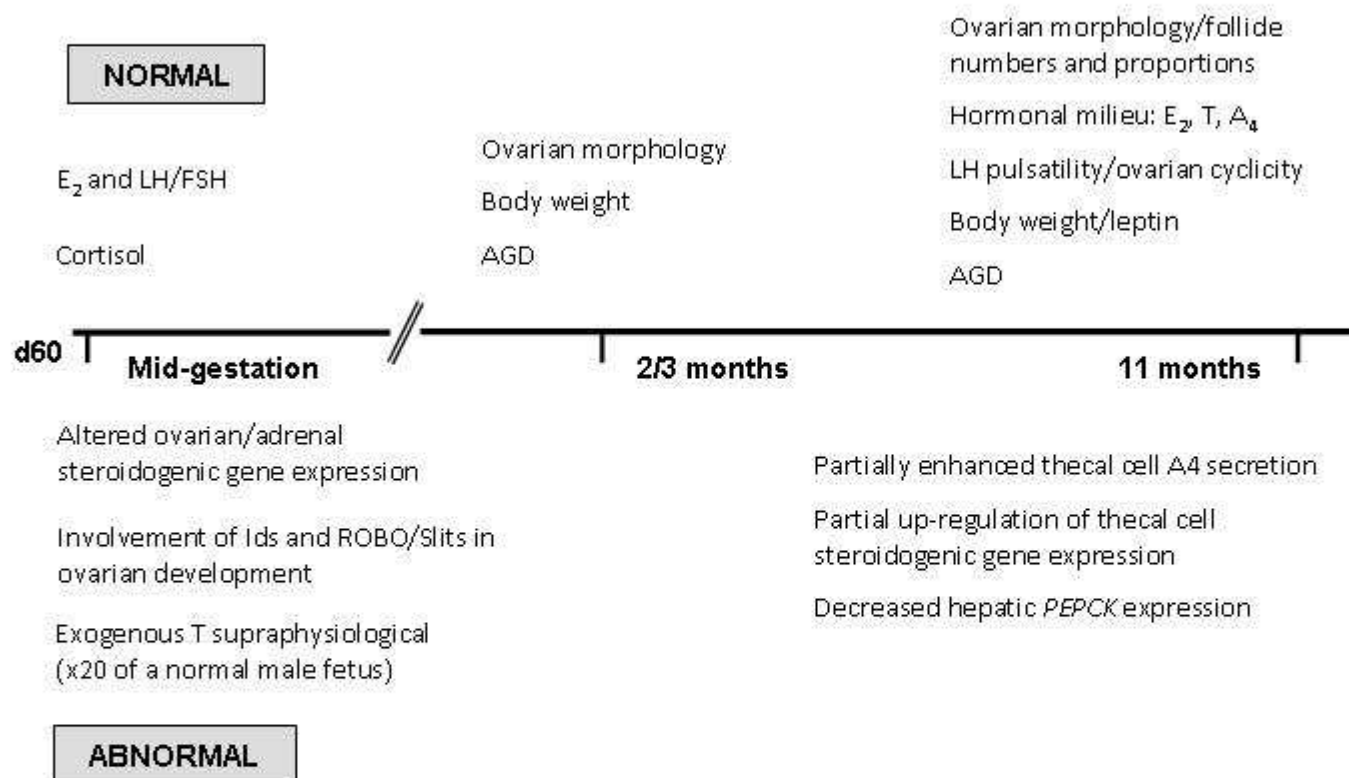 NORMAL
E₂ and LH/FSH
Cortisol
Ovarian morphology
Body weight
AGD
Ovarian morphology/follide
numbers and proportions
Hormonal milieu: E₂, T, A₄
LH pulsatility/ovarian cyclicity
Body weight/leptin
AGD
d60
Mid-gestation
2/3 months
11 months
Altered ovarian/adrenal
steroidogenic gene expression
Involvement of Ids and ROBO/Slits in
ovarian development
Exogenous T supraphysiological
(x20 of a normal male fetus)
Partially enhanced thecal cell A4 secretion
Partial up-regulation of thecal cell
steroidogenic gene expression
Decreased hepatic PEPCK expression
ABNORMAL